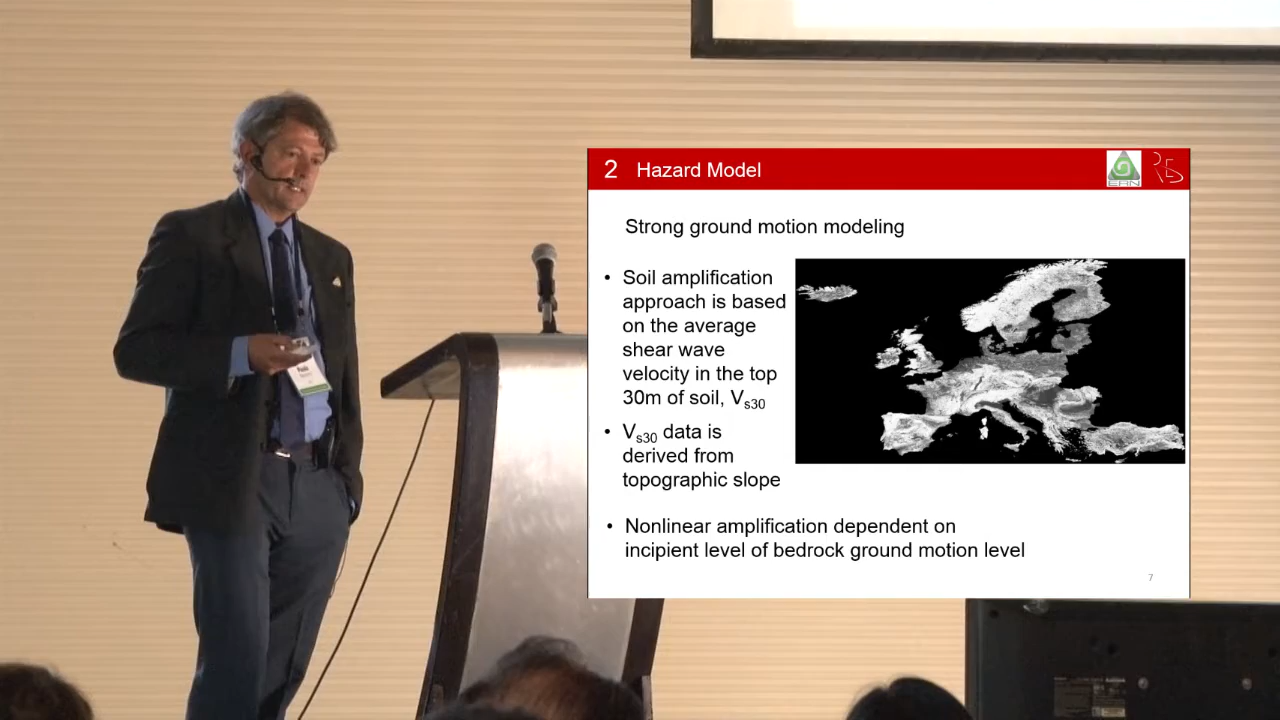 2 Hazard Model
ERN
Strong ground motion modeling
• Soil amplification
approach is based
on the average
shear wave
velocity in the top
30m of soil, Vs30
• Vs30 data is
derived from
topographic slope
• Nonlinear amplification dependent on
incipient level of bedrock ground motion level
7